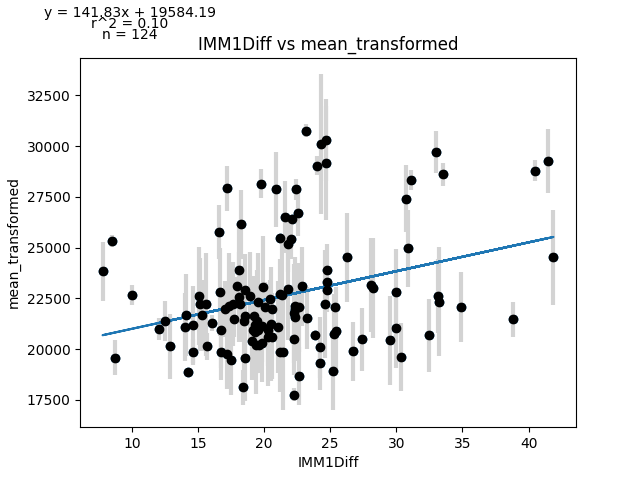 y = 141.83x + 19584.19
r^2 = 0.10
n = 124
IMM1Diff vs mean_transformed
32500
30000
27500
25000
22500
20000
17500
mean_transformed
10 15 20 25 30 35 40
IMM1Diff